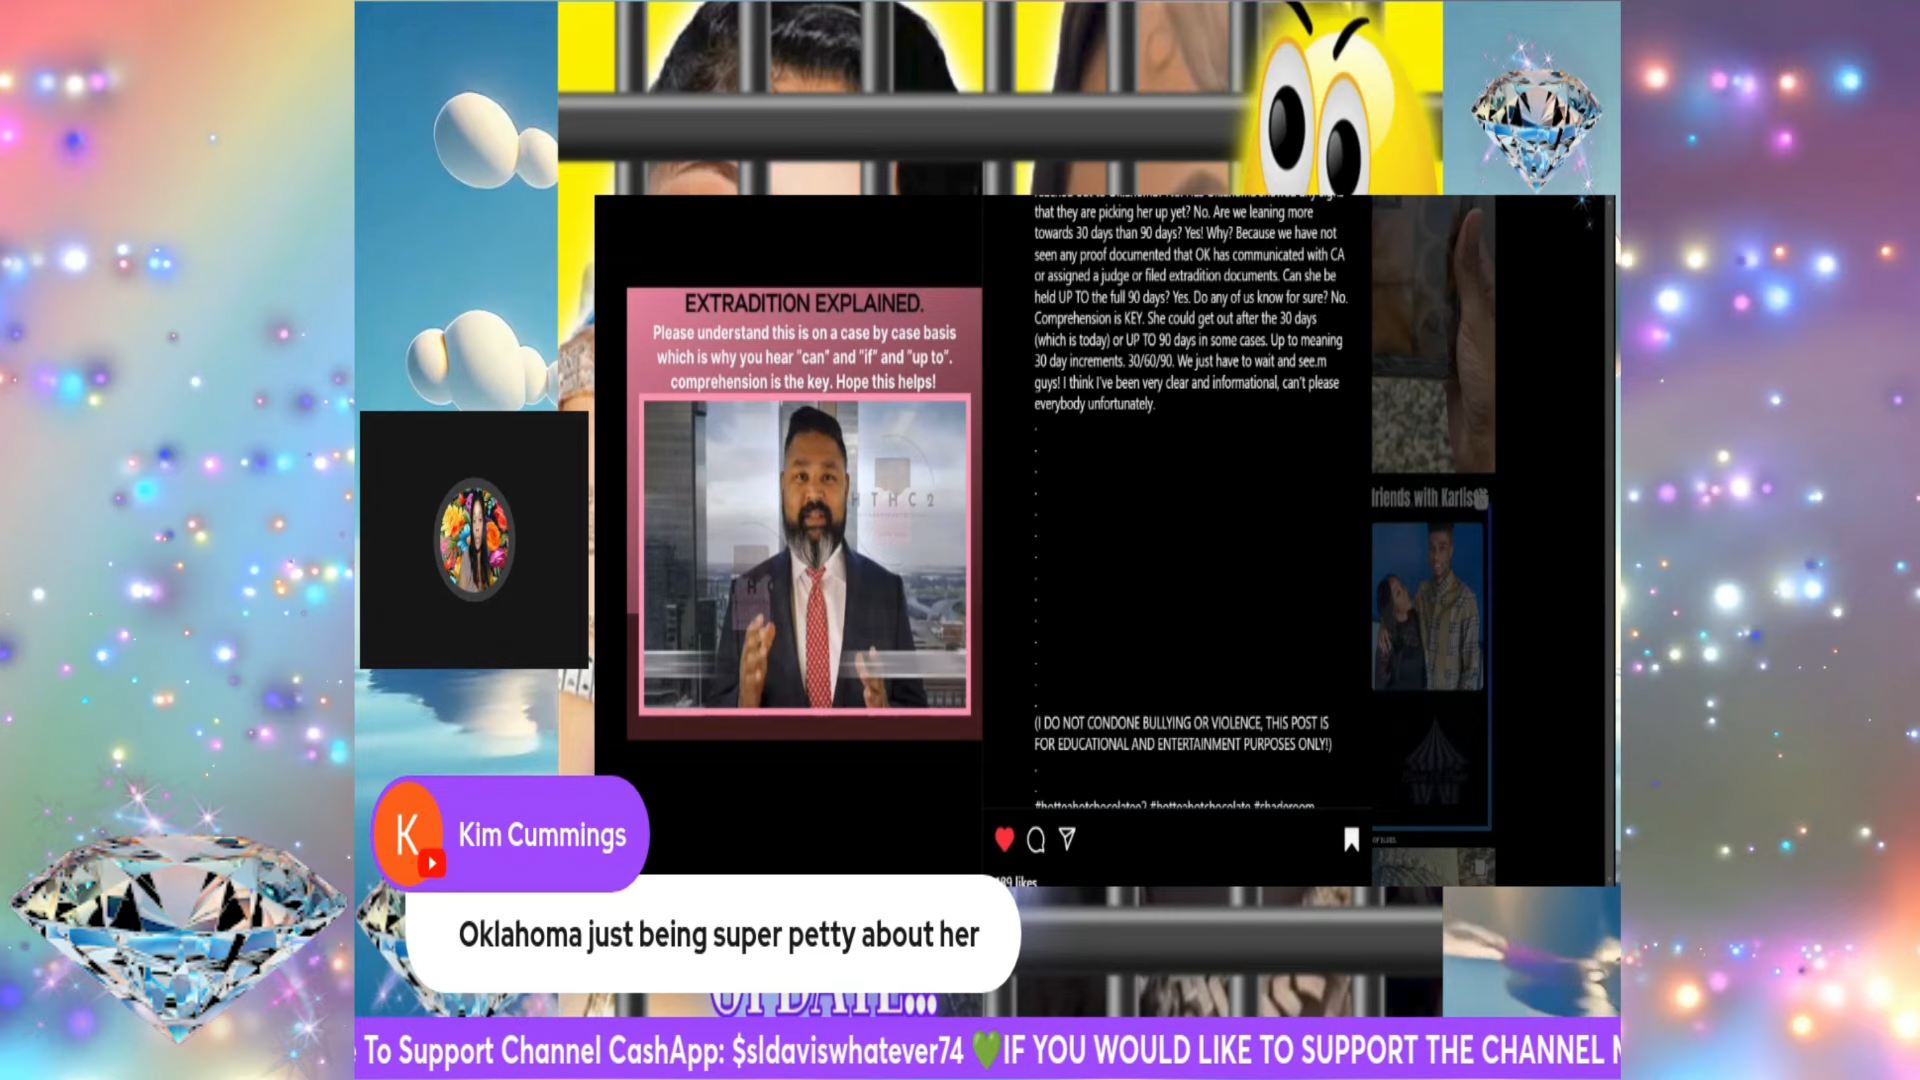 that they are picking her up yet? No. Are we leaning more
towards 30 days than 90 days? Yes! Why? Because we have not
seen any proof documented that OK has communicated with CA
or assigned a judge or filed extradition documents. Can she be
held UP TO the full 90 days? Yes. Do any of us know for sure? No.
Comprehension is KEY. She could get out after the 30 days
(which is today) or UP TO 90 days in some cases. Up to meaning
30 day increments. 30/60/90. We just have to wait and see.m
guys! I think I've been very clear and informational, can't please
everybody unfortunately.
.
.
.
.
.
.
.
.
.
.
.
.
.
.
(I DO NOT CONDONE BULLYING OR VIOLENCE, THIS POST IS
FOR EDUCATIONAL AND ENTERTAINMENT PURPOSES ONLY!)
.
.
#hotteahotchocolatee2 #hotteahotchocolate #shaderoom
189 likes
EXTRADITION EXPLAINED.
Please understand this is on a case by case basis
which is why you hear "can" and "if" and "up to".
comprehension is the key. Hope this helps!
H T H C 2
friends with Karliss
K
Kim Cummings
Oklahoma just being super petty about her
UPDATE...
To Support Channel CashApp: $sldaviswhatever74 💚IF YOU WOULD LIKE TO SUPPORT THE CHANNEL